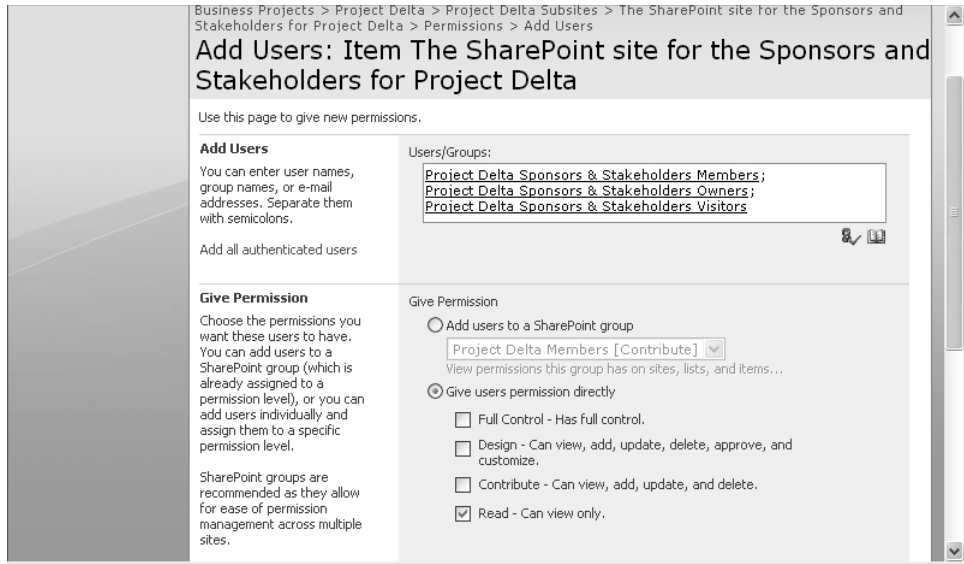 Business Projects > Project Delta > Project Delta Subsites > The SharePoint site for the Sponsors and
Stakeholders for Project Delta > Permissions > Add Users
Add Users: Item The SharePoint site for the Sponsors and
Stakeholders for Project Delta
Use this page to give new permissions.
Add Users
You can enter user names,
group names, or e-mail
addresses. Separate them
with semicolons.
Add all authenticated users
Users/Groups:
Project Delta Sponsors & Stakeholders Members;
Project Delta Sponsors & Stakeholders Owners;
Project Delta Sponsors & Stakeholders Visitors
Give Permission
Choose the permissions you
want these users to have.
You can add users to a
SharePoint group (which is
already assigned to a
permission level), or you can
add users individually and
assign them to a specific
permission level.
SharePoint groups are
recommended as they allow
for ease of permission
management across multiple
sites.
Give Permission
Add users to a SharePoint group
Project Delta Members [Contribute]
View permissions this group has on sites, lists, and items...
Give users permission directly
Full Control - Has full control.
Design - Can view, add, update, delete, approve, and
customize.
Contribute - Can view, add, update, and delete.
Read - Can view only.